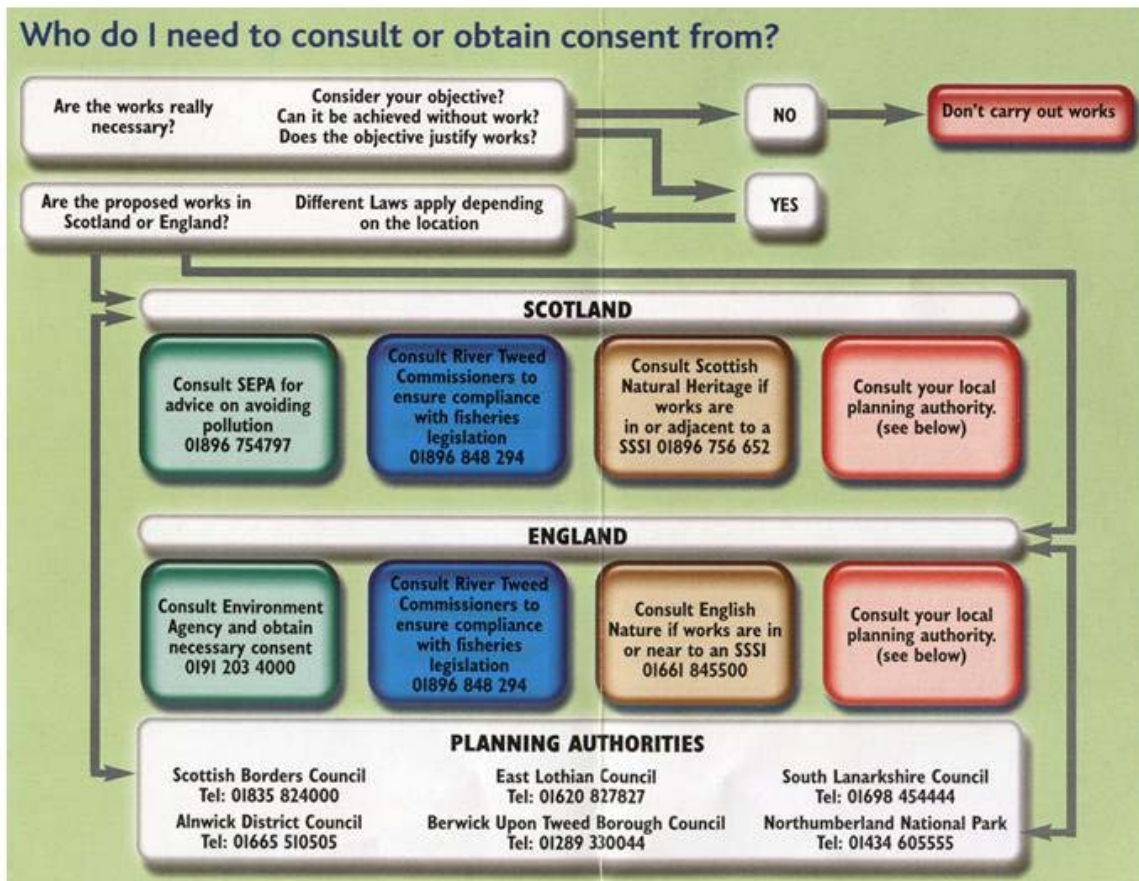 Who do I need to consult or obtain consent from?
Are the works really
necessary?
Consider your objective?
Can it be achieved without work?
Does the objective justify works?
NO
Don't carry out works
YES
Are the proposed works in
Scotland or England?
Different Laws apply depending
on the location
SCOTLAND
Consult SEPA for
advice on avoiding
pollution
01896 754797
Consult River Tweed
Commissioners to
ensure compliance
with fisheries
legislation
01896 848 294
Consult Scottish
Natural Heritage if
works are
in or adjacent to a
SSSI 01896 756 652
Consult your local
planning authority.
(see below)
ENGLAND
Consult Environment
Agency and obtain
necessary consent
0191 203 4000
Consult River Tweed
Commissioners to
ensure compliance
with fisheries
legislation
01896 848 294
Consult English
Nature if works are in
or near to an SSSI
01661 845500
Consult your local
planning authority.
(see below)
PLANNING AUTHORITIES
Scottish Borders Council
Tel: 01835 824000
East Lothian Council
Tel: 01620 827827
South Lanarkshire Council
Tel: 01698 454444
Alnwick District Council
Tel: 01665 510505
Berwick Upon Tweed Borough Council
Tel: 01289 330044
Northumberland National Park
Tel: 01434 605555